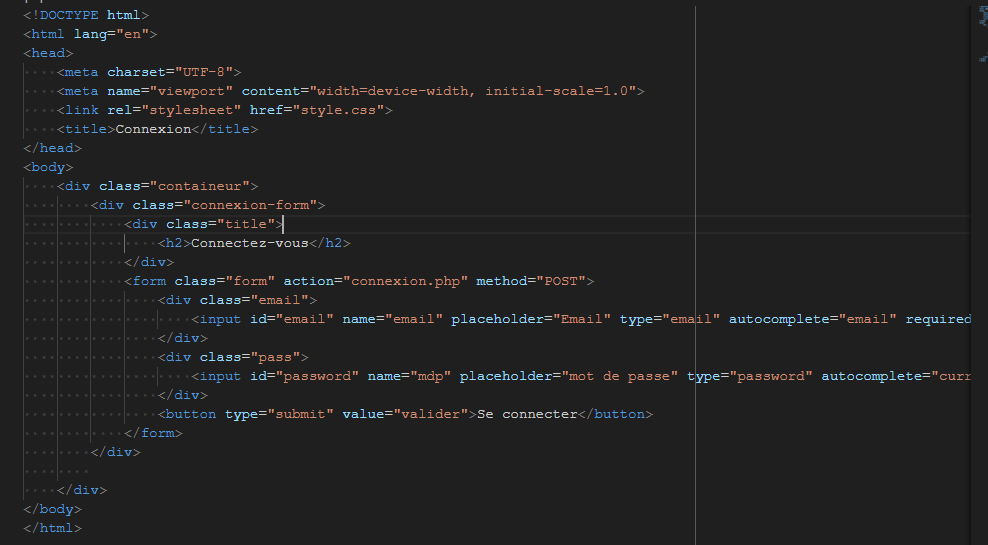 <!DOCTYPE html>
<html lang="en">
<head>
    <meta charset="UTF-8">
    <meta name="viewport" content="width=device-width, initial-scale=1.0">
    <link rel="stylesheet" href="style.css">
    <title>Connexion</title>
</head>
<body>
    <div class="containeur">
        <div class="connexion-form">
            <div class="title">
                <h2>Connectez-vous</h2>
            </div>
            <form class="form" action="connexion.php" method="POST">
                <div class="email">
                    <input id="email" name="email" placeholder="Email" type="email" autocomplete="email" required
                </div>
                <div class="pass">
                    <input id="password" name="mdp" placeholder="mot de passe" type="password" autocomplete="curr
                </div>
                <button type="submit" value="valider">Se connecter</button>
            </form>
        </div>
    </div>
</body>
</html>